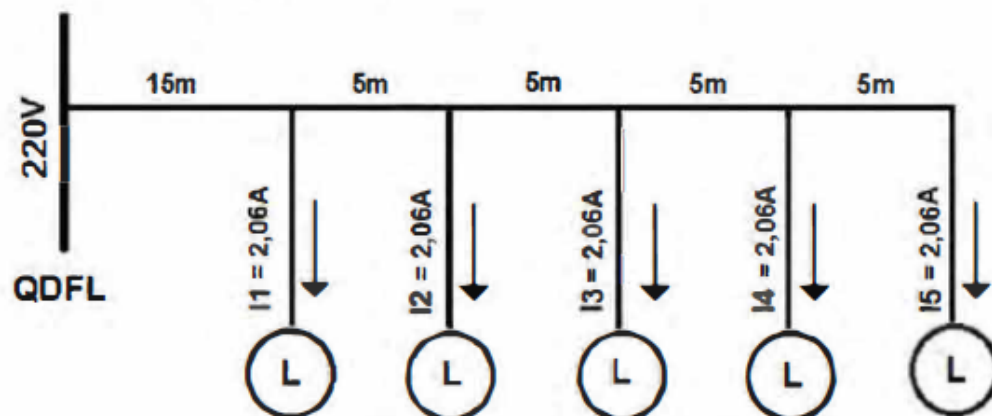 15m
5m
5m
5m
5m
220V
I1 = 2,06A
I2 = 2,06A
I3 = 2,06A
I4 = 2,06A
I5 = 2,06A
QDFL
L
L
L
L
L